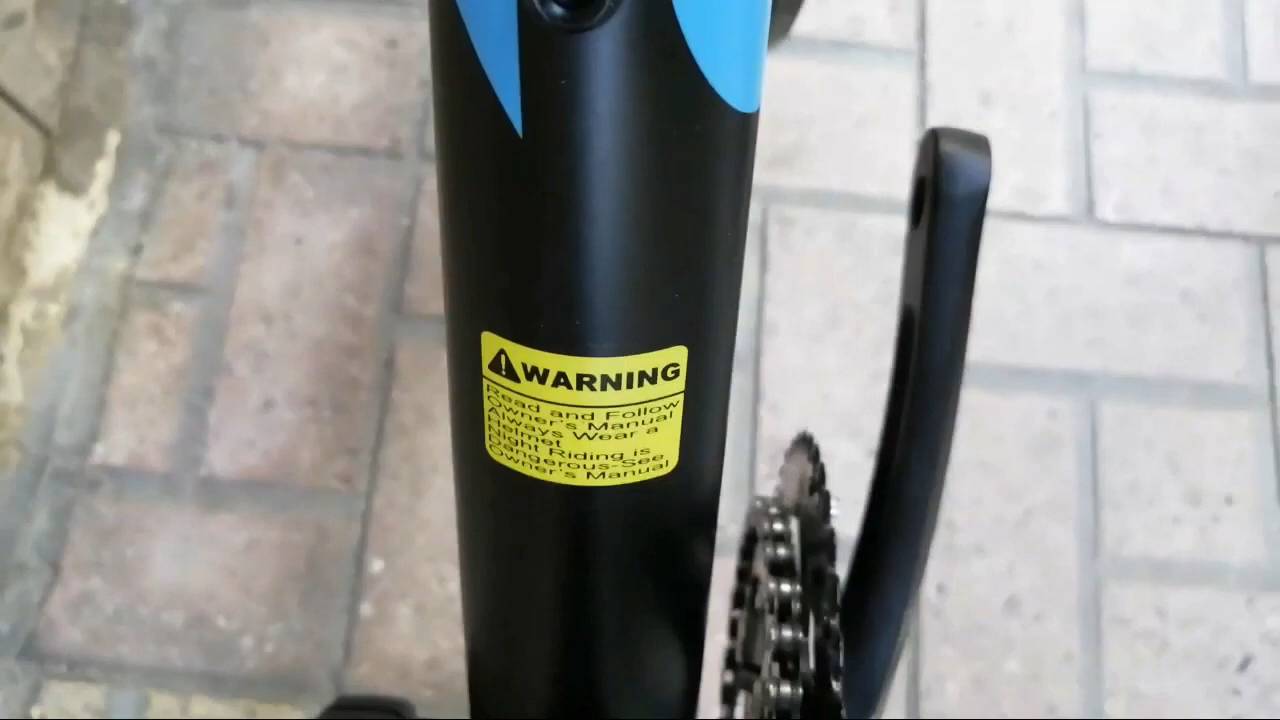 WARNING
Read and Follow
Owner's Manual
Always Wear a
Helmet
Night Riding is
Dangerous-See
Owner's Manual